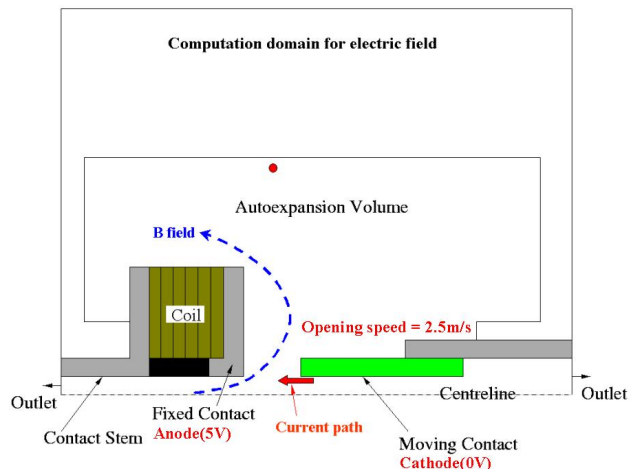 Computation domain for electric field
Autoexpansion Volume
B field
Coil
Opening speed = 2.5m/s
Outlet
Centreline
Outlet
Fixed Contact
Anode(5V)
Contact Stem
Current path
Moving Contact
Cathode(0V)